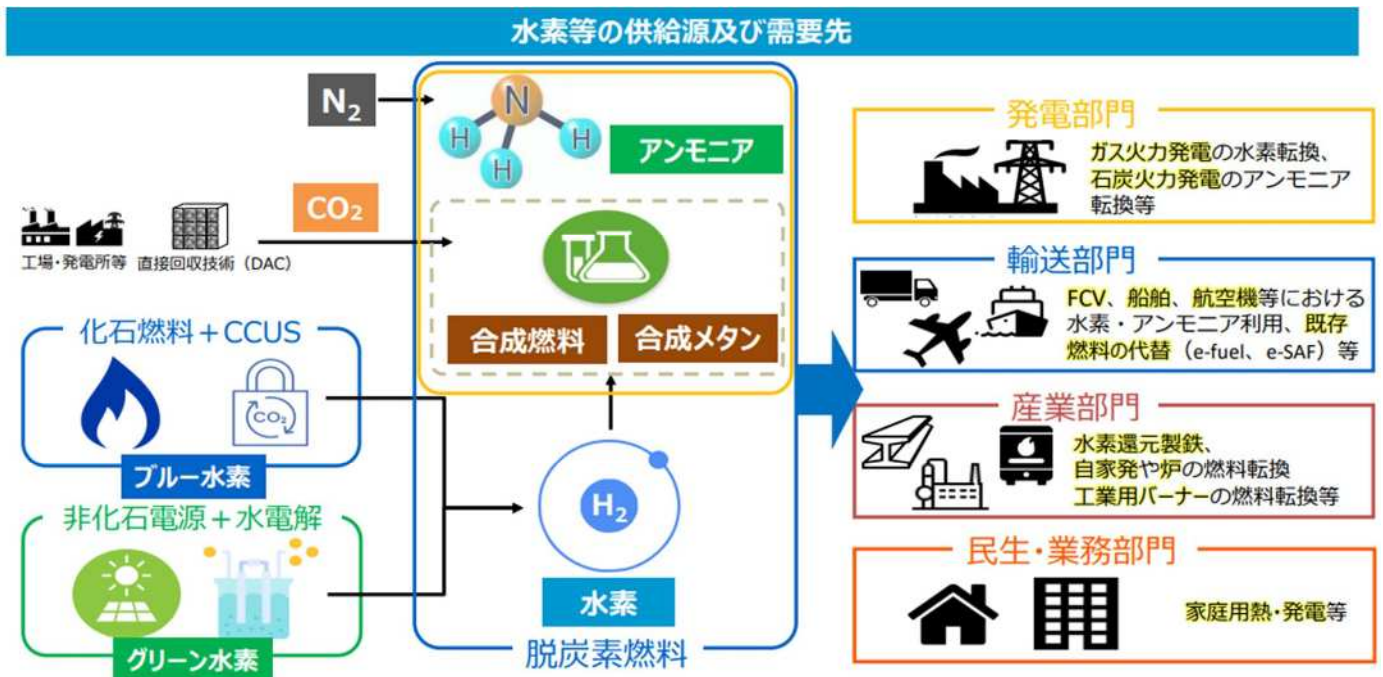 水素等の供給源及び需要先
N₂
N
H
H
H
アンモニア
CO₂
工場・発電所等
直接回収技術（DAC）
合成燃料
合成メタン
化石燃料＋CCUS
CO₂
ブルー水素
非化石電源＋水電解
グリーン水素
H₂
水素
脱炭素燃料
発電部門
ガス火力発電の水素転換、
石炭火力発電のアンモニア
転換等
輸送部門
FCV、船舶、航空機等における
水素・アンモニア利用、既存
燃料の代替（e-fuel、e-SAF）等
産業部門
水素還元製鉄、
自家発や炉の燃料転換
工業用バーナーの燃料転換等
民生・業務部門
家庭用熱・発電等